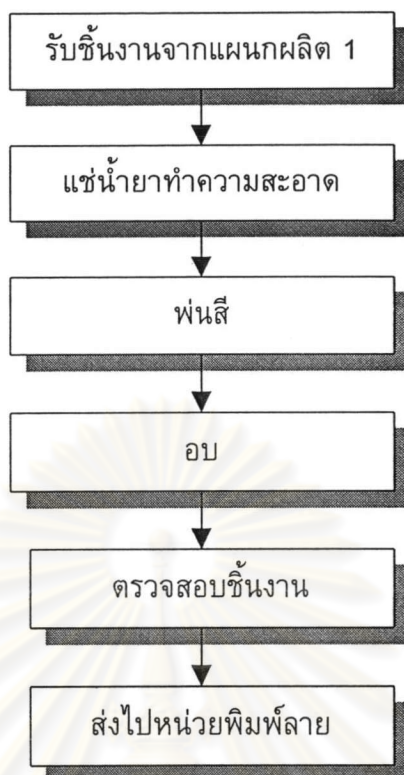 รับชิ้นงานจากแผนกผลิต 1
แช่น้ำยาทำความสะอาด
พ่นสี
อบ
ตรวจสอบชิ้นงาน
ส่งไปหน่วยพิมพ์ลาย